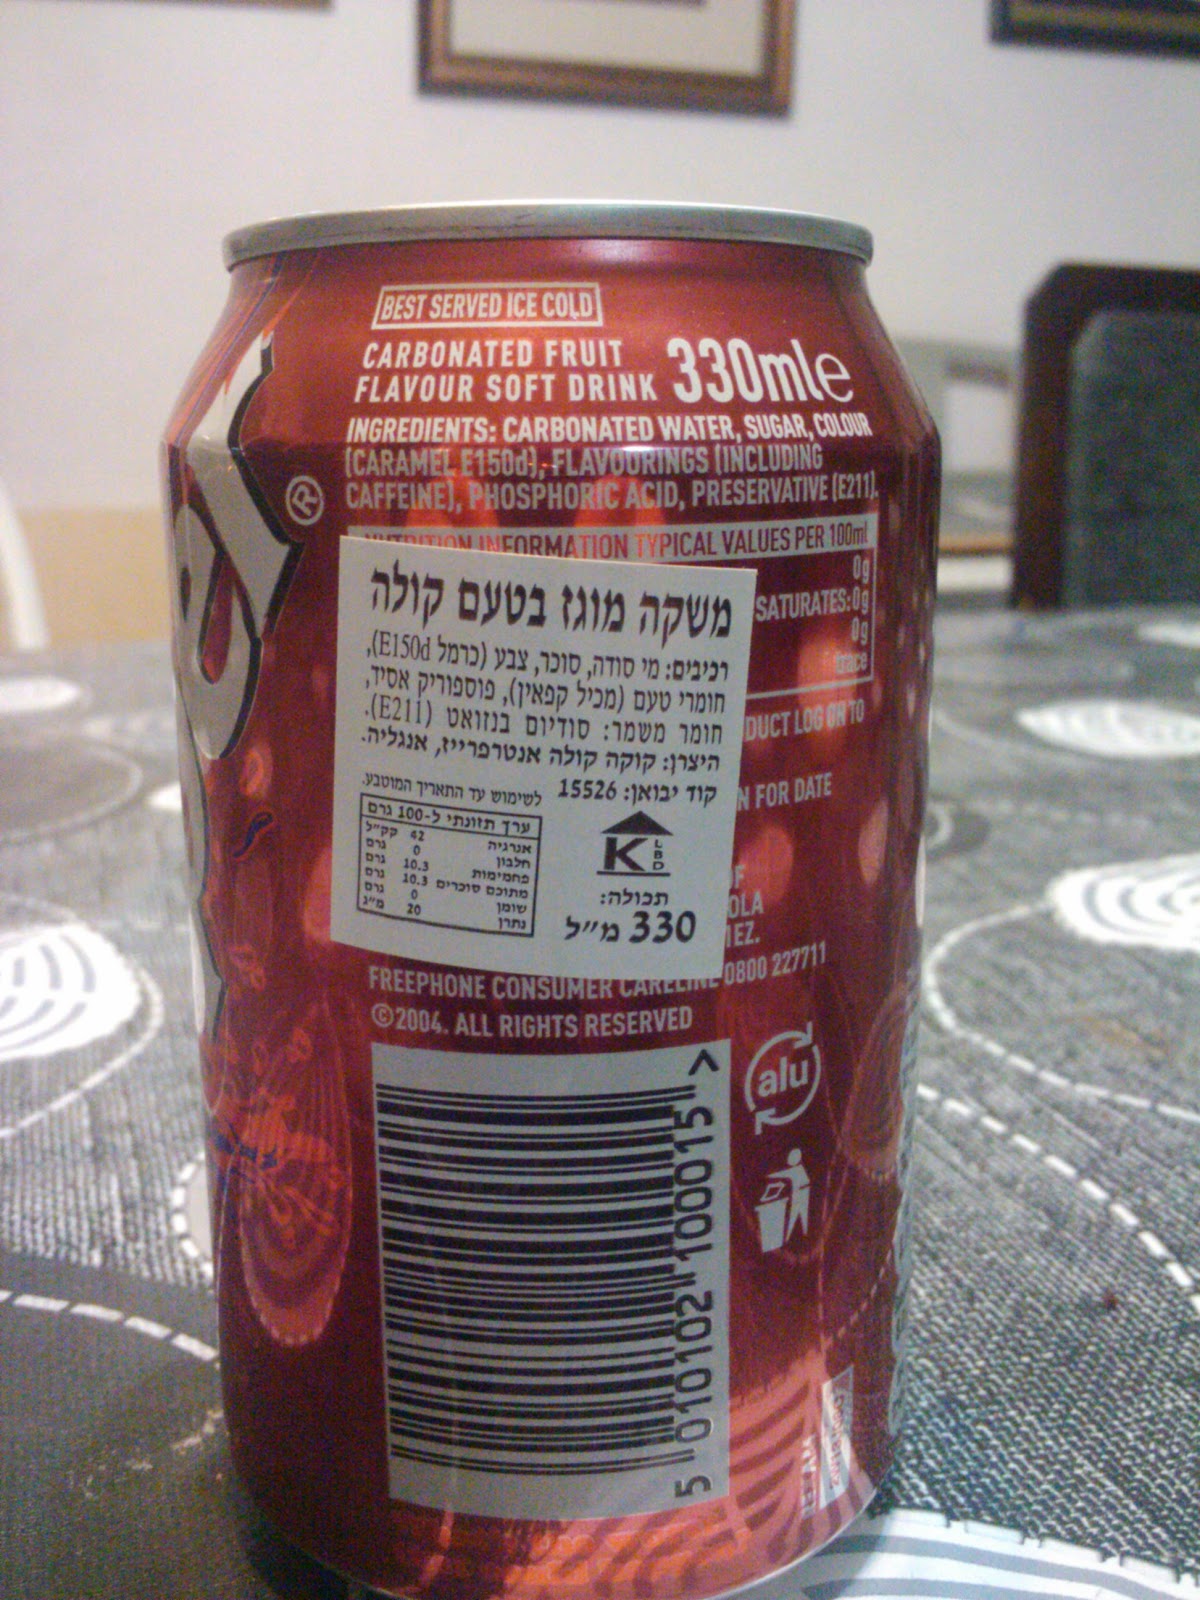 BEST SERVED ICE COLD
CARBONATED FRUIT
FLAVOUR SOFT DRINK 330mle
INGREDIENTS: CARBONATED WATER, SUGAR, COLOUR
(CARAMEL E150d), FLAVOURINGS (INCLUDING
CAFFEINE), PHOSPHORIC ACID, PRESERVATIVE (E211).
®
NUTRITION INFORMATION TYPICAL VALUES PER 100ml
0g
SATURATES:0g
0g
trace
DUCT LOG ON TO
N FOR DATE
OLA
1EZ.
משקה מוגז בטעם קולה
רכיבים: מי סודה, סוכר, צבע (כרמל E150d),
חומרי טעם (מכיל קפאין), פוספוריק אסיד,
חומר משמר: סודיום בנזואט (E211).
היצרן: קוקה קולה אנטרפרייז, אנגליה.
קוד יבואן: 15526
לשימוש עד התאריך המוטבע.
ערך תזונתי ל-100 גרם
אנרגיה 42 קק״ל
חלבון 0 גרם
פחמימות 10.3 גרם
מתוכם סוכרים 10.3 גרם
שומן 0 גרם
נתרן 20 מ״ג
K LBD
תכולה:
330 מ״ל
FREEPHONE CONSUMER CARELINE 0800 227711
©2004. ALL RIGHTS RESERVED
alu
5 010102 100015 >